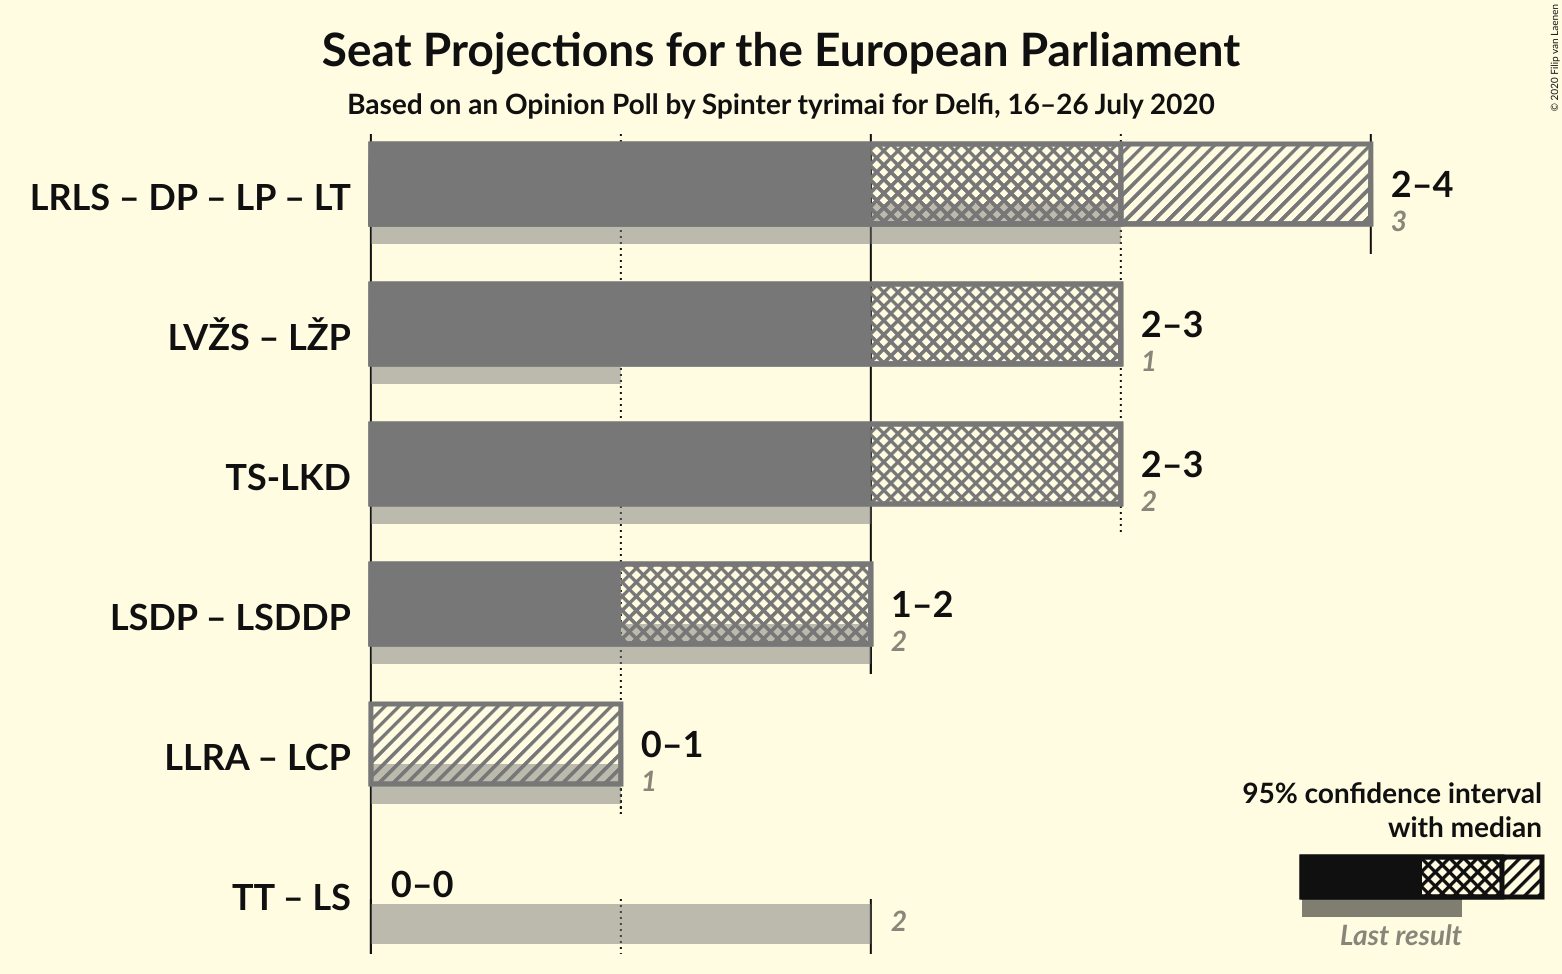 Seat Projections for the European Parliament
Based on an Opinion Poll by Spinter tyrimai for Delfi, 16–26 July 2020
© 2020 Filip van Laenen
LRLS – DP – LP – LT
2–4
3
LVŽS – LŽP
2–3
1
TS-LKD
2–3
2
LSDP – LSDDP
1–2
2
LLRA – LCP
0–1
1
TT – LS
0–0
2
95% confidence interval
with median
Last result